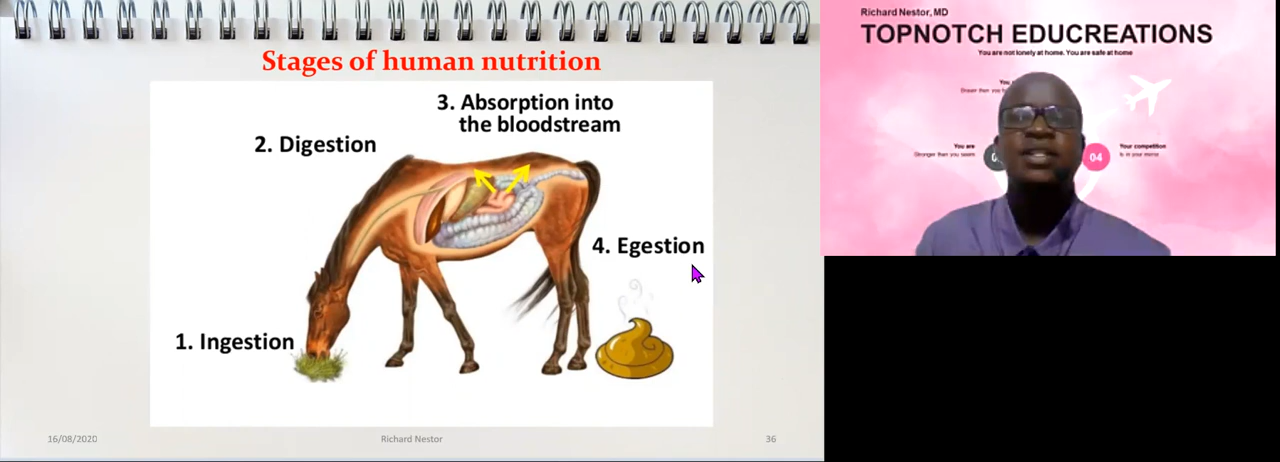 Stages of human nutrition
3. Absorption into
the bloodstream
2. Digestion
4. Egestion
1. Ingestion
16/08/2020
Richard Nestor
36
Richard Nestor, MD
TOPNOTCH EDUCREATIONS
You are not lonely at home. You are safe at home
You are
Stronger then you seem
04
Your competition
is in your mirror